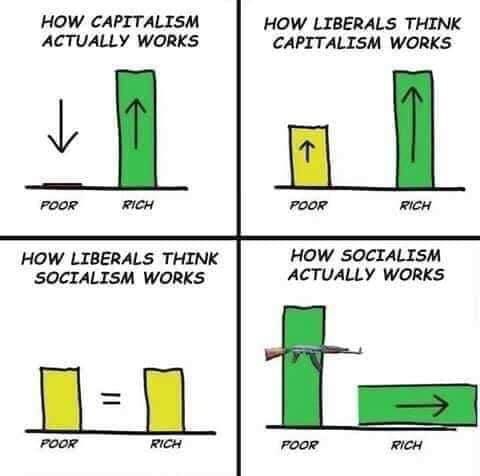 HOW CAPITALISM
ACTUALLY WORKS
POOR RICH
HOW LIBERALS THINK
CAPITALISM WORKS
POOR RICH
HOW LIBERALS THINK
SOCIALISM WORKS
=
POOR RICH
HOW SOCIALISM
ACTUALLY WORKS
POOR RICH